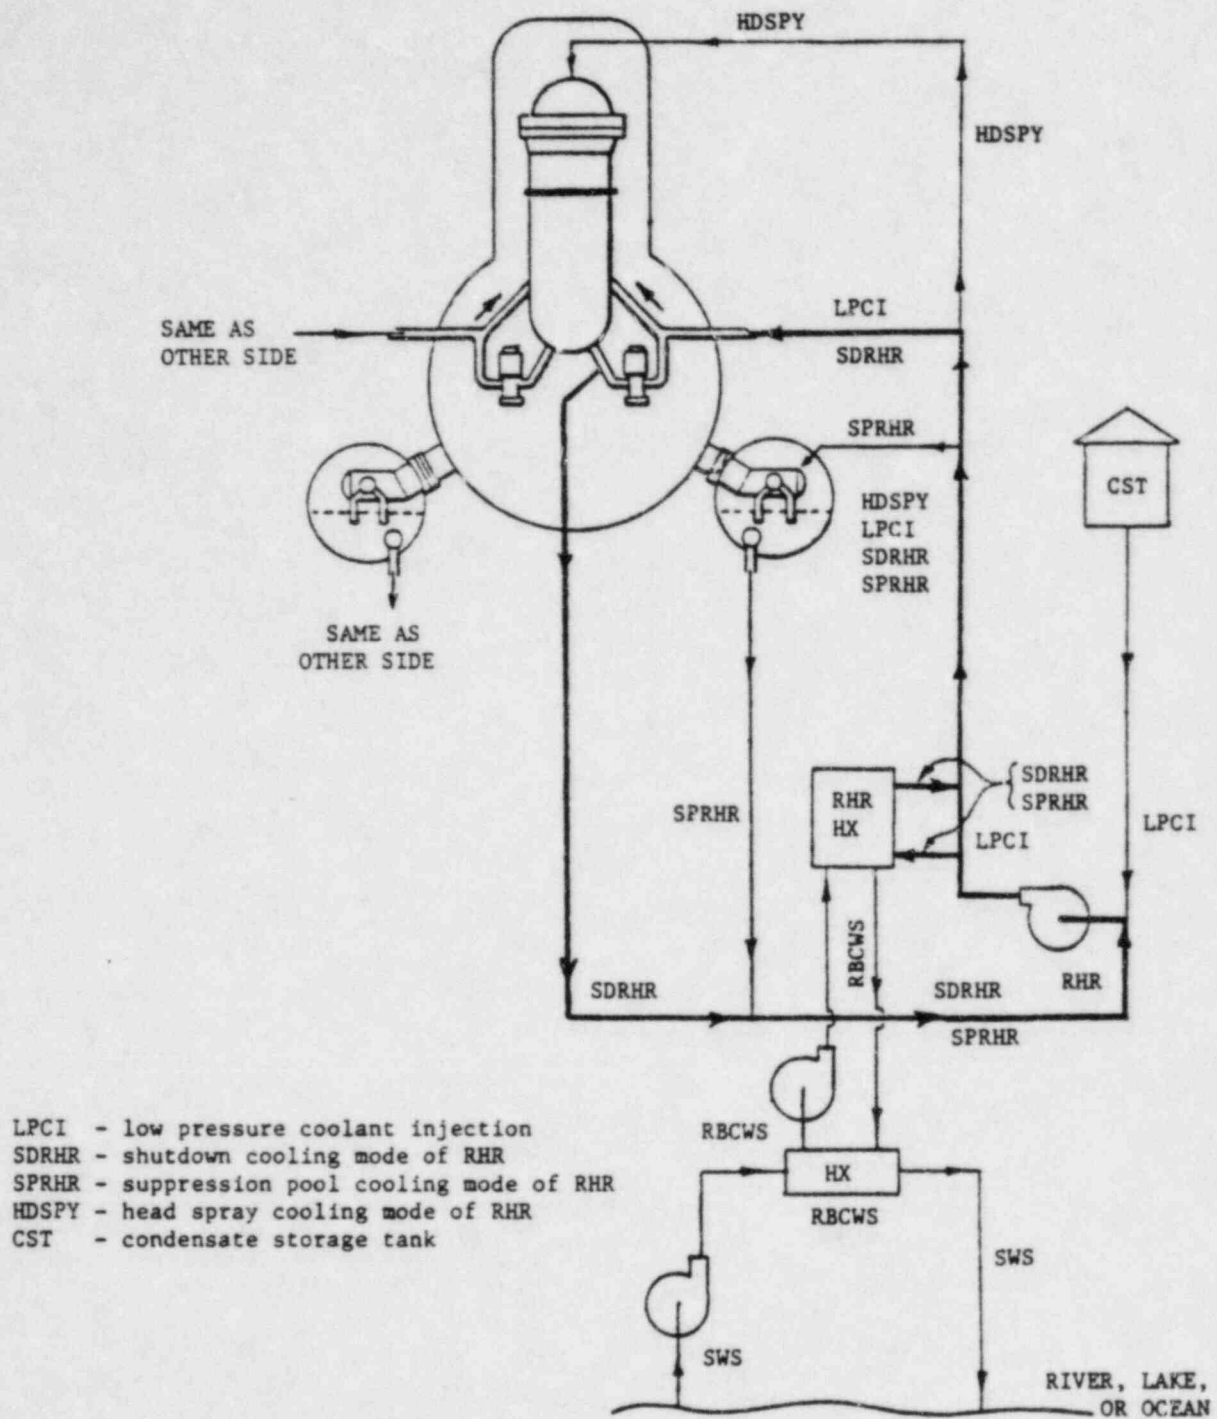 HDSPY
HDSPY
LPCI
SAME AS
OTHER SIDE
SDRHR
SPRHR
CST
HDSPY
LPCI
SDRHR
SPRHR
SAME AS
OTHER SIDE
SDRHR
SPRHR
RHR
HX
SPRHR
LPCI
LPCI
RBCWS
RHR
SDRHR
SDRHR
SPRHR
LPCI - low pressure coolant injection
SDRHR - shutdown cooling mode of RHR
SPRHR - suppression pool cooling mode of RHR
HDSPY - head spray cooling mode of RHR
CST - condensate storage tank
RBCWS
HX
RBCWS
SWS
SWS
RIVER, LAKE,
OR OCEAN